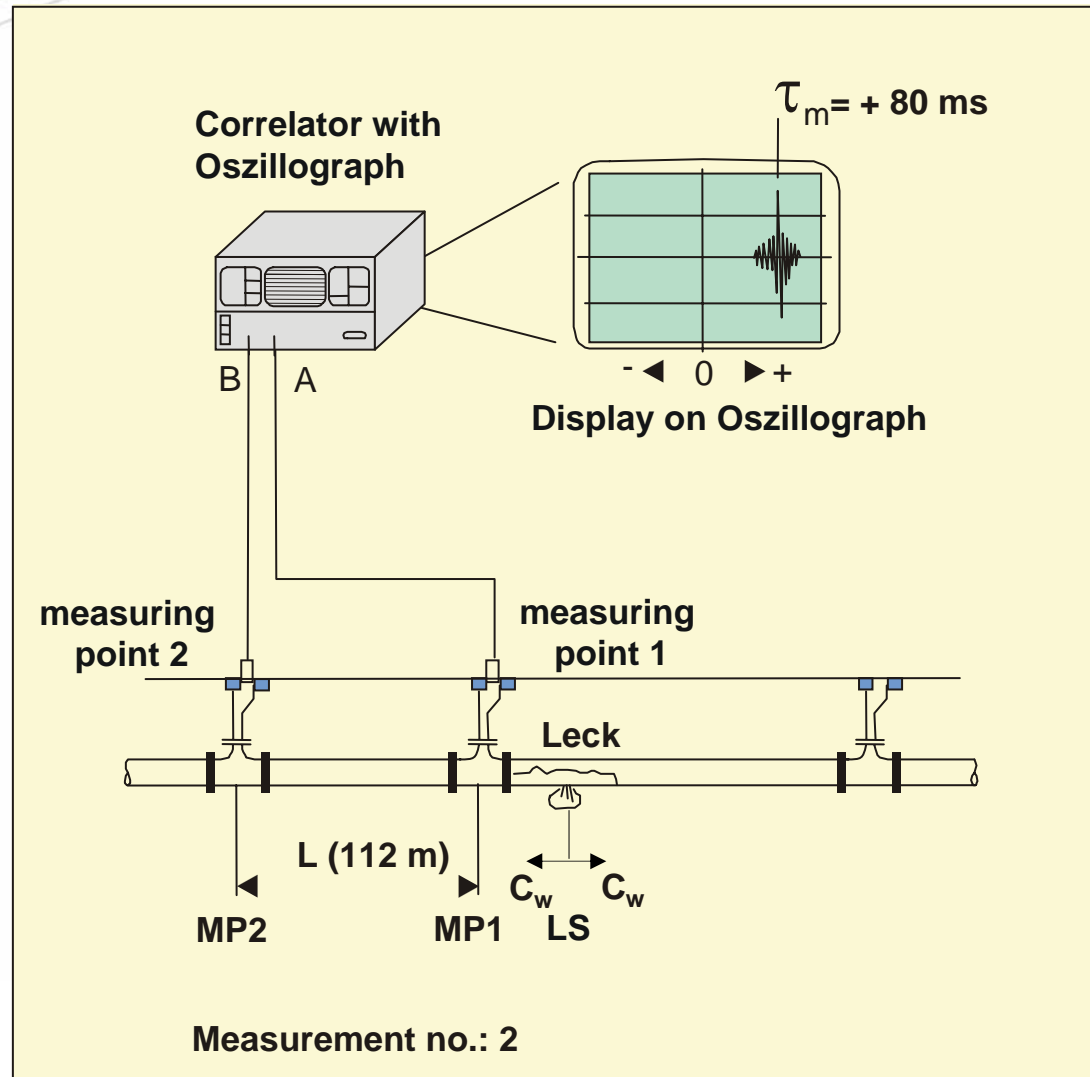 τm= + 80 ms
Correlator with
Oszillograph
B A
- ◄ 0 ► +
Display on Oszillograph
measuring
point 2
measuring
point 1
Leck
L (112 m)
Cw Cw
MP2 MP1 LS
Measurement no.: 2